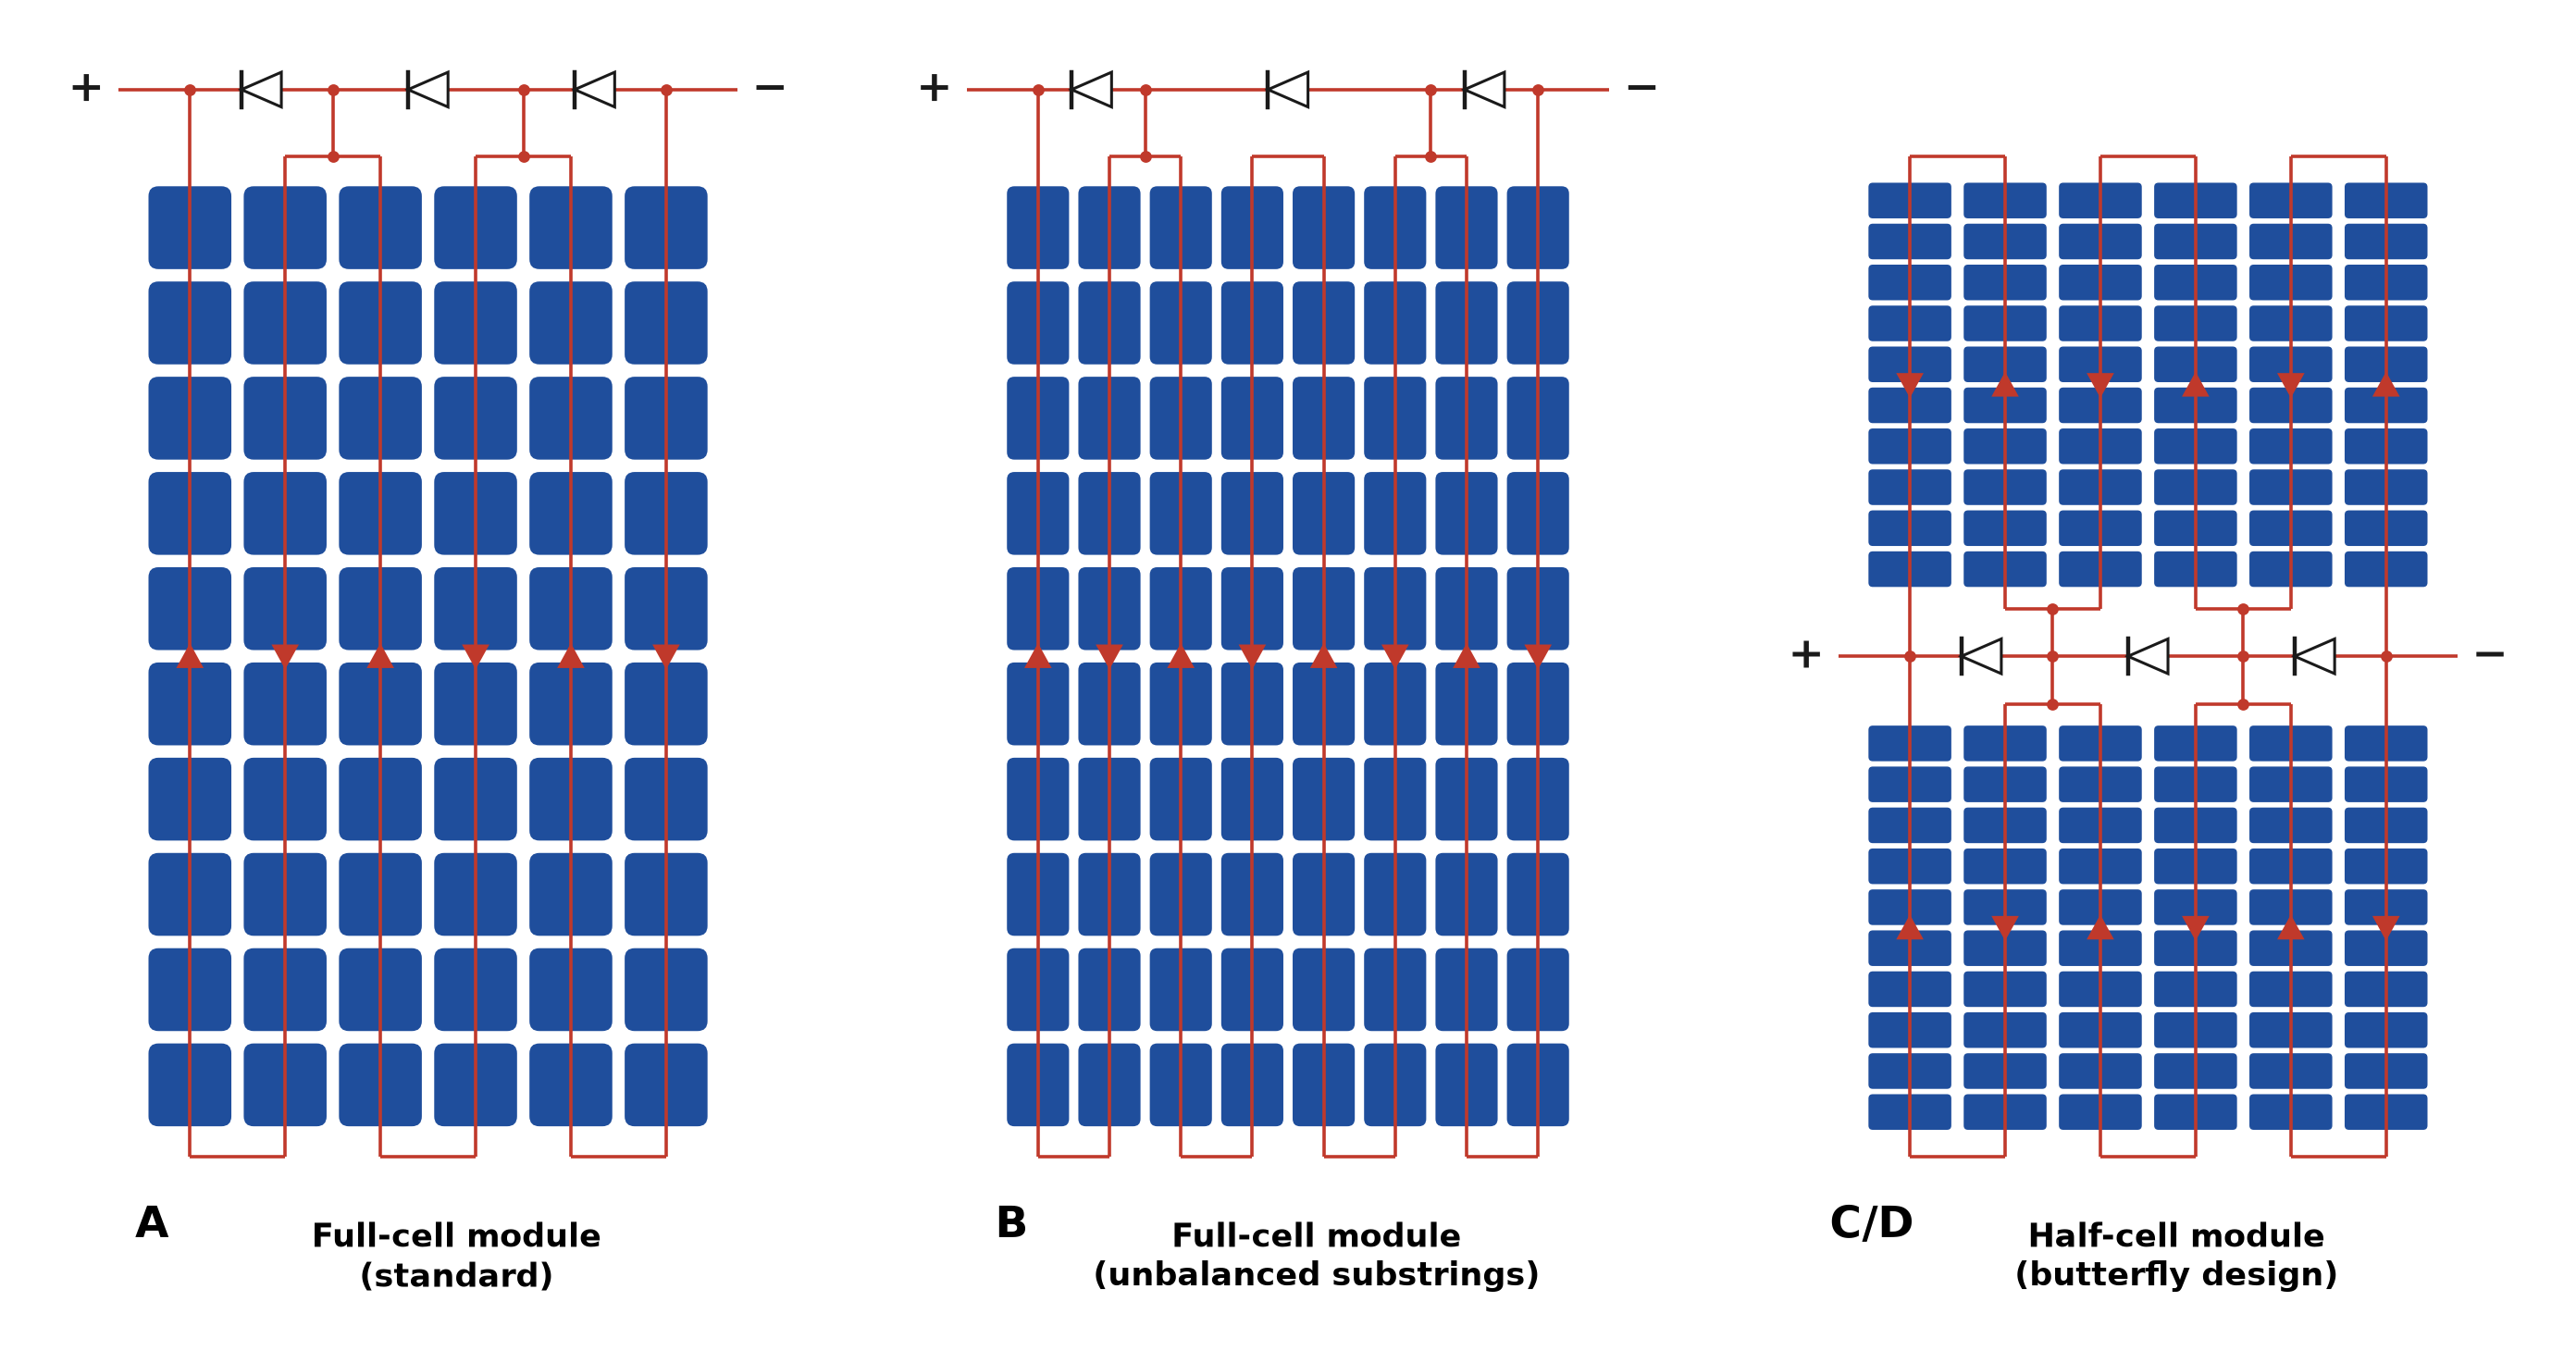 + −
+ −
+ −
A
Full-cell module
(standard)
B
Full-cell module
(unbalanced substrings)
C/D
Half-cell module
(butterfly design)